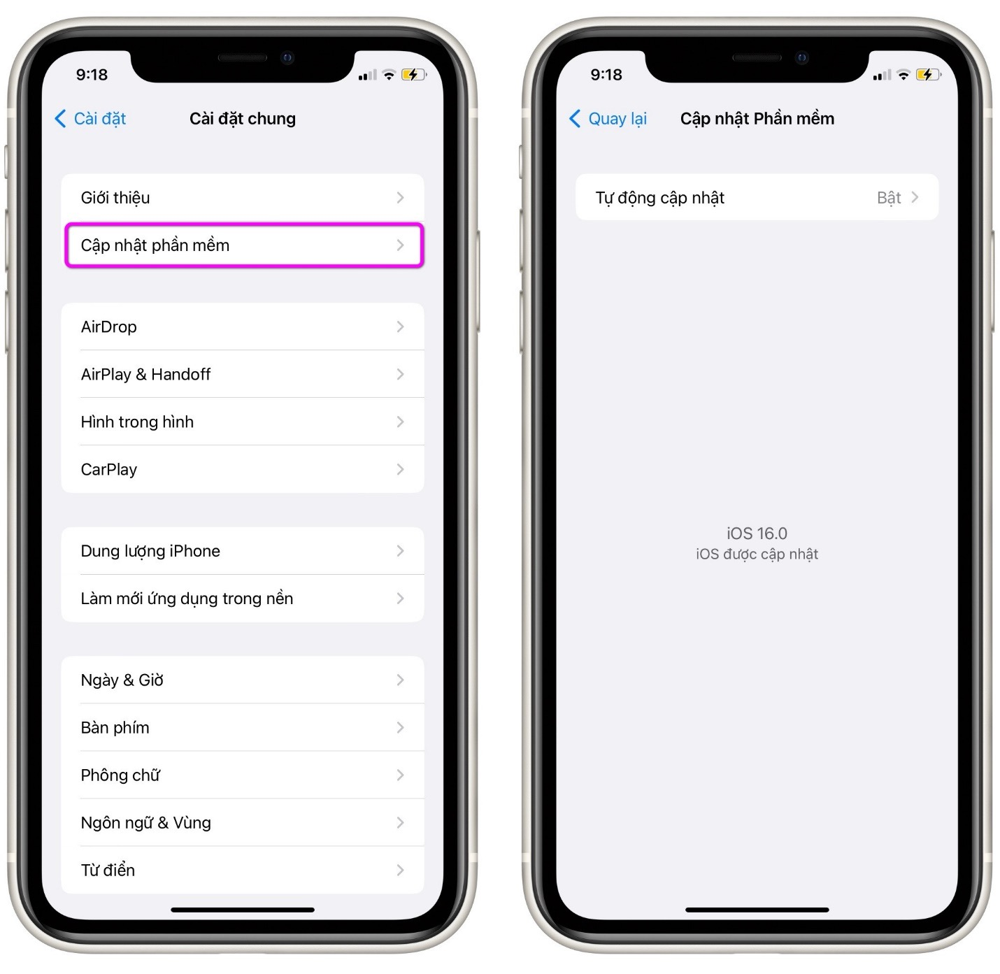 9:18
Cài đặt
Cài đặt chung
Giới thiệu
Cập nhật phần mềm
AirDrop
AirPlay & Handoff
Hình trong hình
CarPlay
Dung lượng iPhone
Làm mới ứng dụng trong nền
Ngày & Giờ
Bàn phím
Phông chữ
Ngôn ngữ & Vùng
Từ điển
9:18
Quay lại
Cập nhật Phần mềm
Tự động cập nhật
Bật
iOS 16.0
iOS được cập nhật